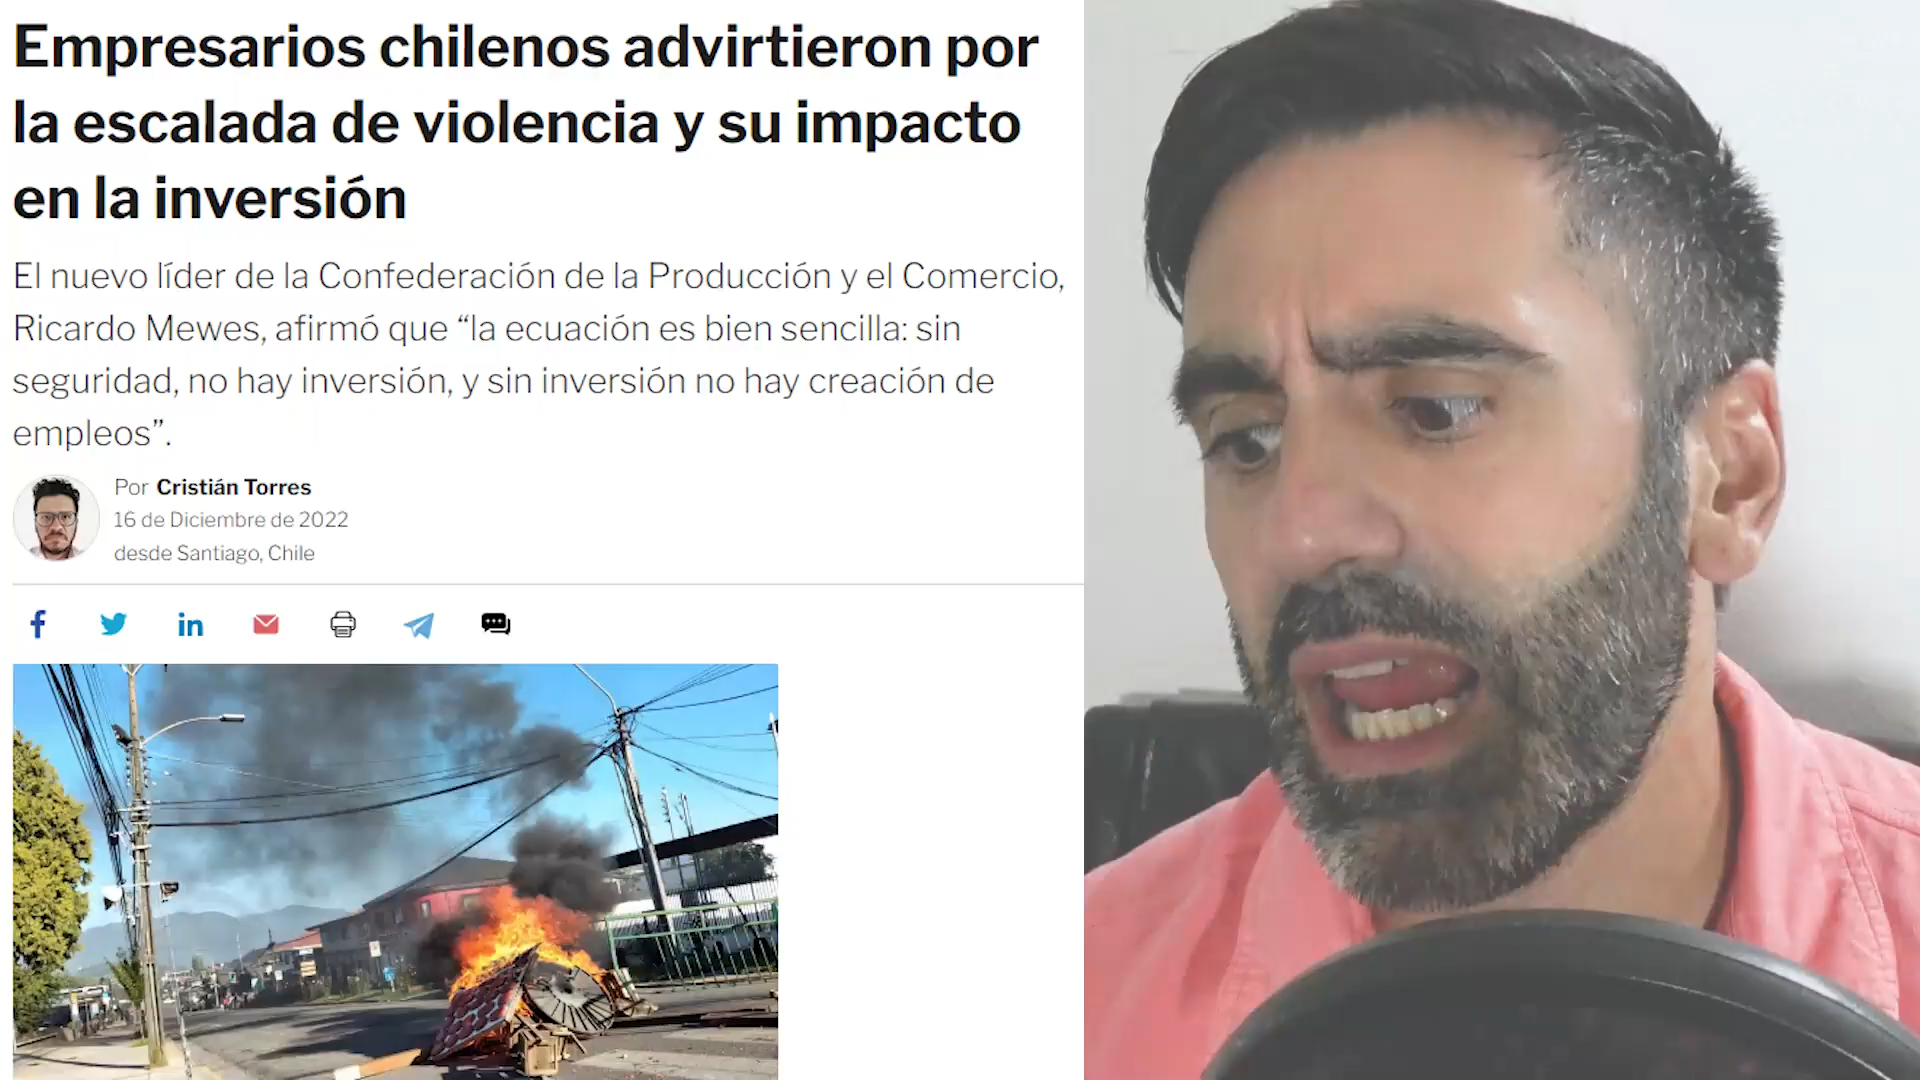 Empresarios chilenos advirtieron por
la escalada de violencia y su impacto
en la inversión
El nuevo líder de la Confederación de la Producción y el Comercio,
Ricardo Mewes, afirmó que “la ecuación es bien sencilla: sin
seguridad, no hay inversión, y sin inversión no hay creación de
empleos”.
Por Cristián Torres
16 de Diciembre de 2022
desde Santiago, Chile